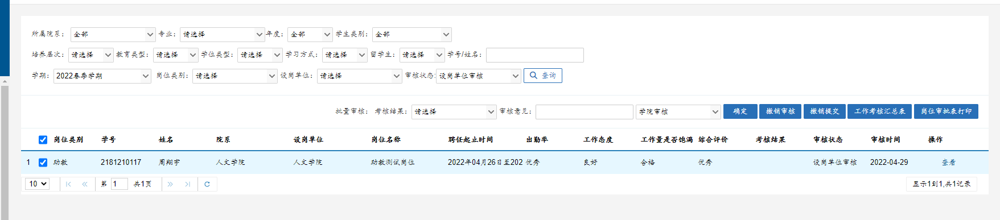 所属院系： 全部 专业： 请选择 年度： 全部 学生类别： 全部
培养层次： 请选择 教育类型： 请选择 学位类型： 请选择 学习方式： 请选择 留学生： 请选择 学号/姓名：
学期： 2022春季学期 岗位类别： 请选择 设岗单位： 请选择 审核状态: 设岗单位审核 查询
批量审核： 考核结果： 请选择 审核意见： 学院审核 确定 撤销审核 撤销提交 工作考核汇总表 岗位审批表打印
岗位类别 学号 姓名 院系 设岗单位 岗位名称 聘任起止时间 出勤率 工作态度 工作量是否饱满 综合评价 考核结果 审核状态 审核时间 操作
1 助教 2181210117 周翔宇 人文学院 人文学院 助教测试岗位 2022年04月26日至202 优秀 良好 合格 优秀 设岗单位审核 2022-04-29 查看
10 第 1 共1页 显示1到1,共1记录